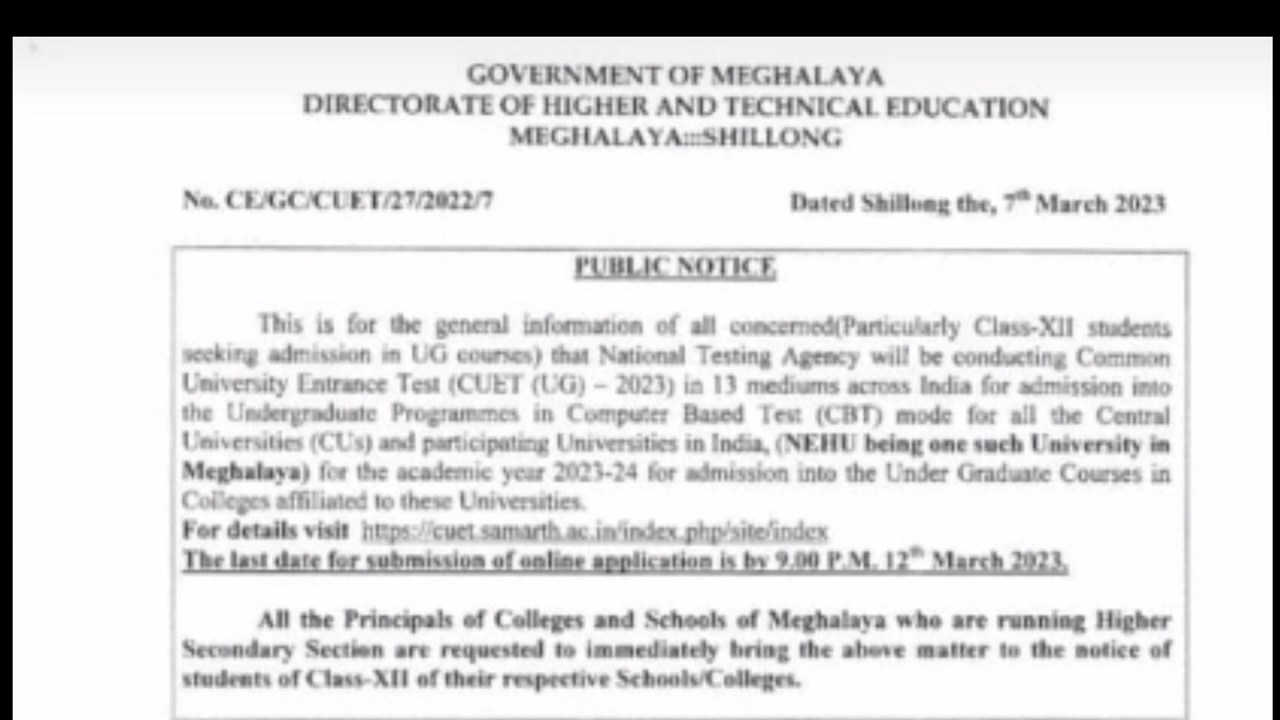 GOVERNMENT OF MEGHALAYA
DIRECTORATE OF HIGHER AND TECHNICAL EDUCATION
MEGHALAYA:::SHILLONG
No. CE/GC/CUET/27/2022/7 Dated Shillong the, 7th March 2023
PUBLIC NOTICE
This is for the general information of all concerned(Particularly Class-XII students
seeking admission in UG courses) that National Testing Agency will be conducting Common
University Entrance Test (CUET (UG) – 2023) in 13 mediums across India for admission into
the Undergraduate Programmes in Computer Based Test (CBT) mode for all the Central
Universities (CUs) and participating Universities in India, (NEHU being one such University in
Meghalaya) for the academic year 2023-24 for admission into the Under Graduate Courses in
Colleges affiliated to these Universities.
For details visit https://cuet.samarth.ac.in/index.php/site/index
The last date for submission of online application is by 9.00 P.M. 12th March 2023.
All the Principals of Colleges and Schools of Meghalaya who are running Higher
Secondary Section are requested to immediately bring the above matter to the notice of
students of Class-XII of their respective Schools/Colleges.